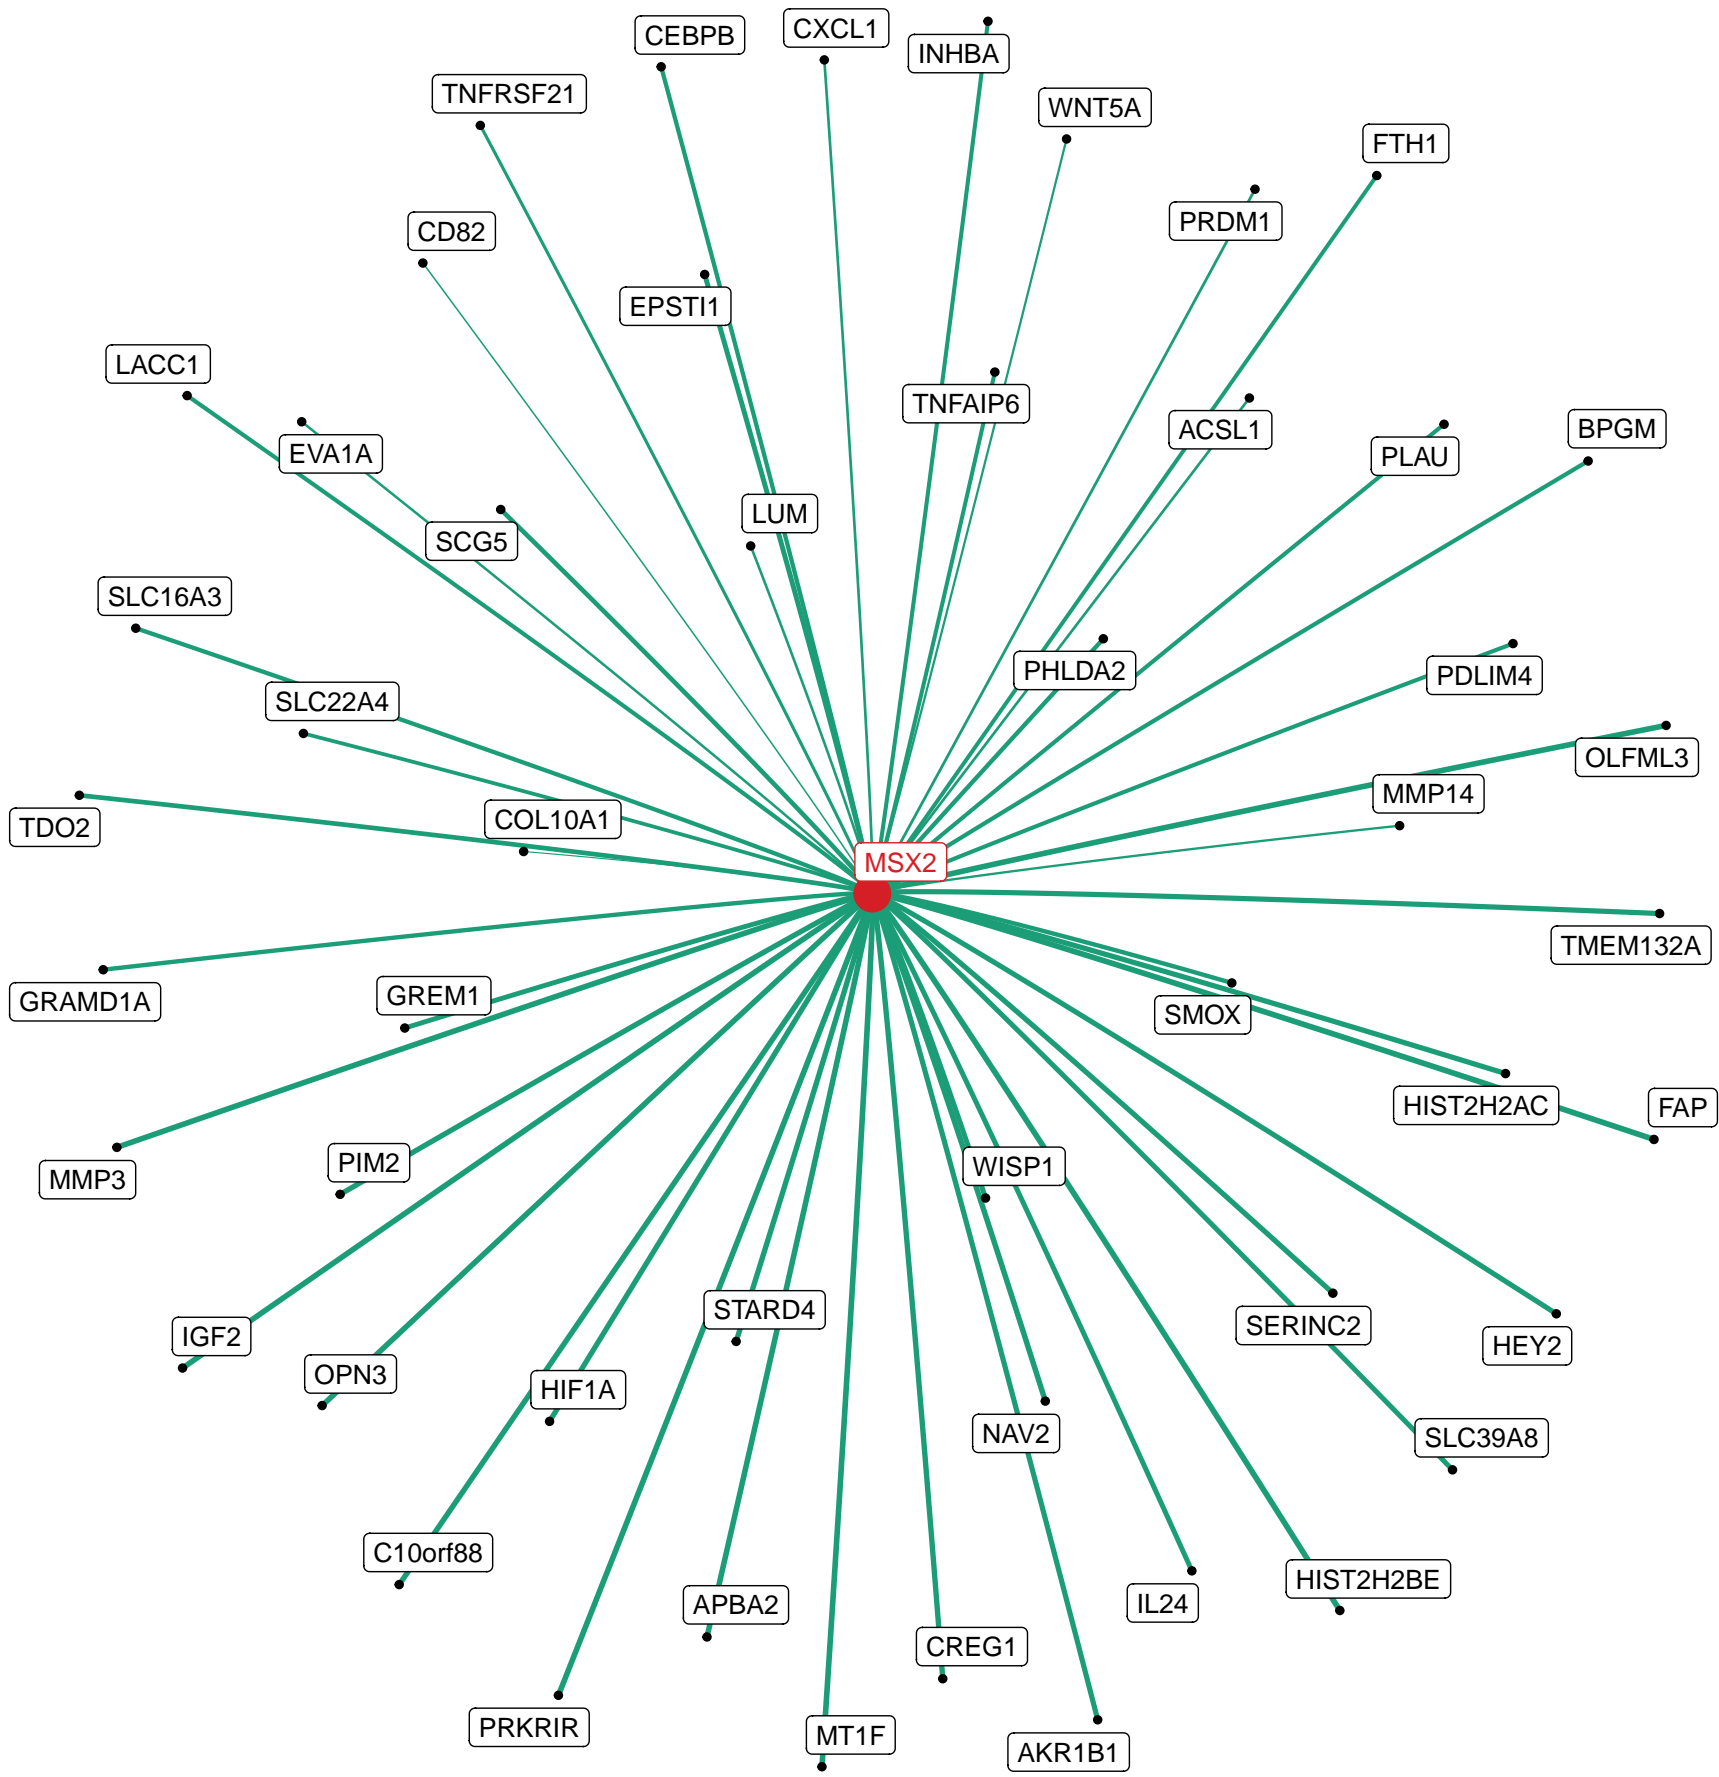 CXCL1
CEBPB
INHBA
TNFRSF21
WNT5A
FTH1
PRDM1
CD82
EPSTI1
LACC1
TNFAIP6
BPGM
ACSL1
EVA1A
PLAU
LUM
SCG5
SLC16A3
PHLDA2
PDLIM4
SLC22A4
OLFML3
MMP14
COL10A1
TDO2
MSX2
TMEM132A
GREM1
GRAMD1A
SMOX
HIST2H2AC
FAP
PIM2
WISP1
MMP3
STARD4
SERINC2
IGF2
HEY2
OPN3
HIF1A
NAV2
SLC39A8
C10orf88
HIST2H2BE
IL24
APBA2
CREG1
PRKRIR
MT1F
AKR1B1